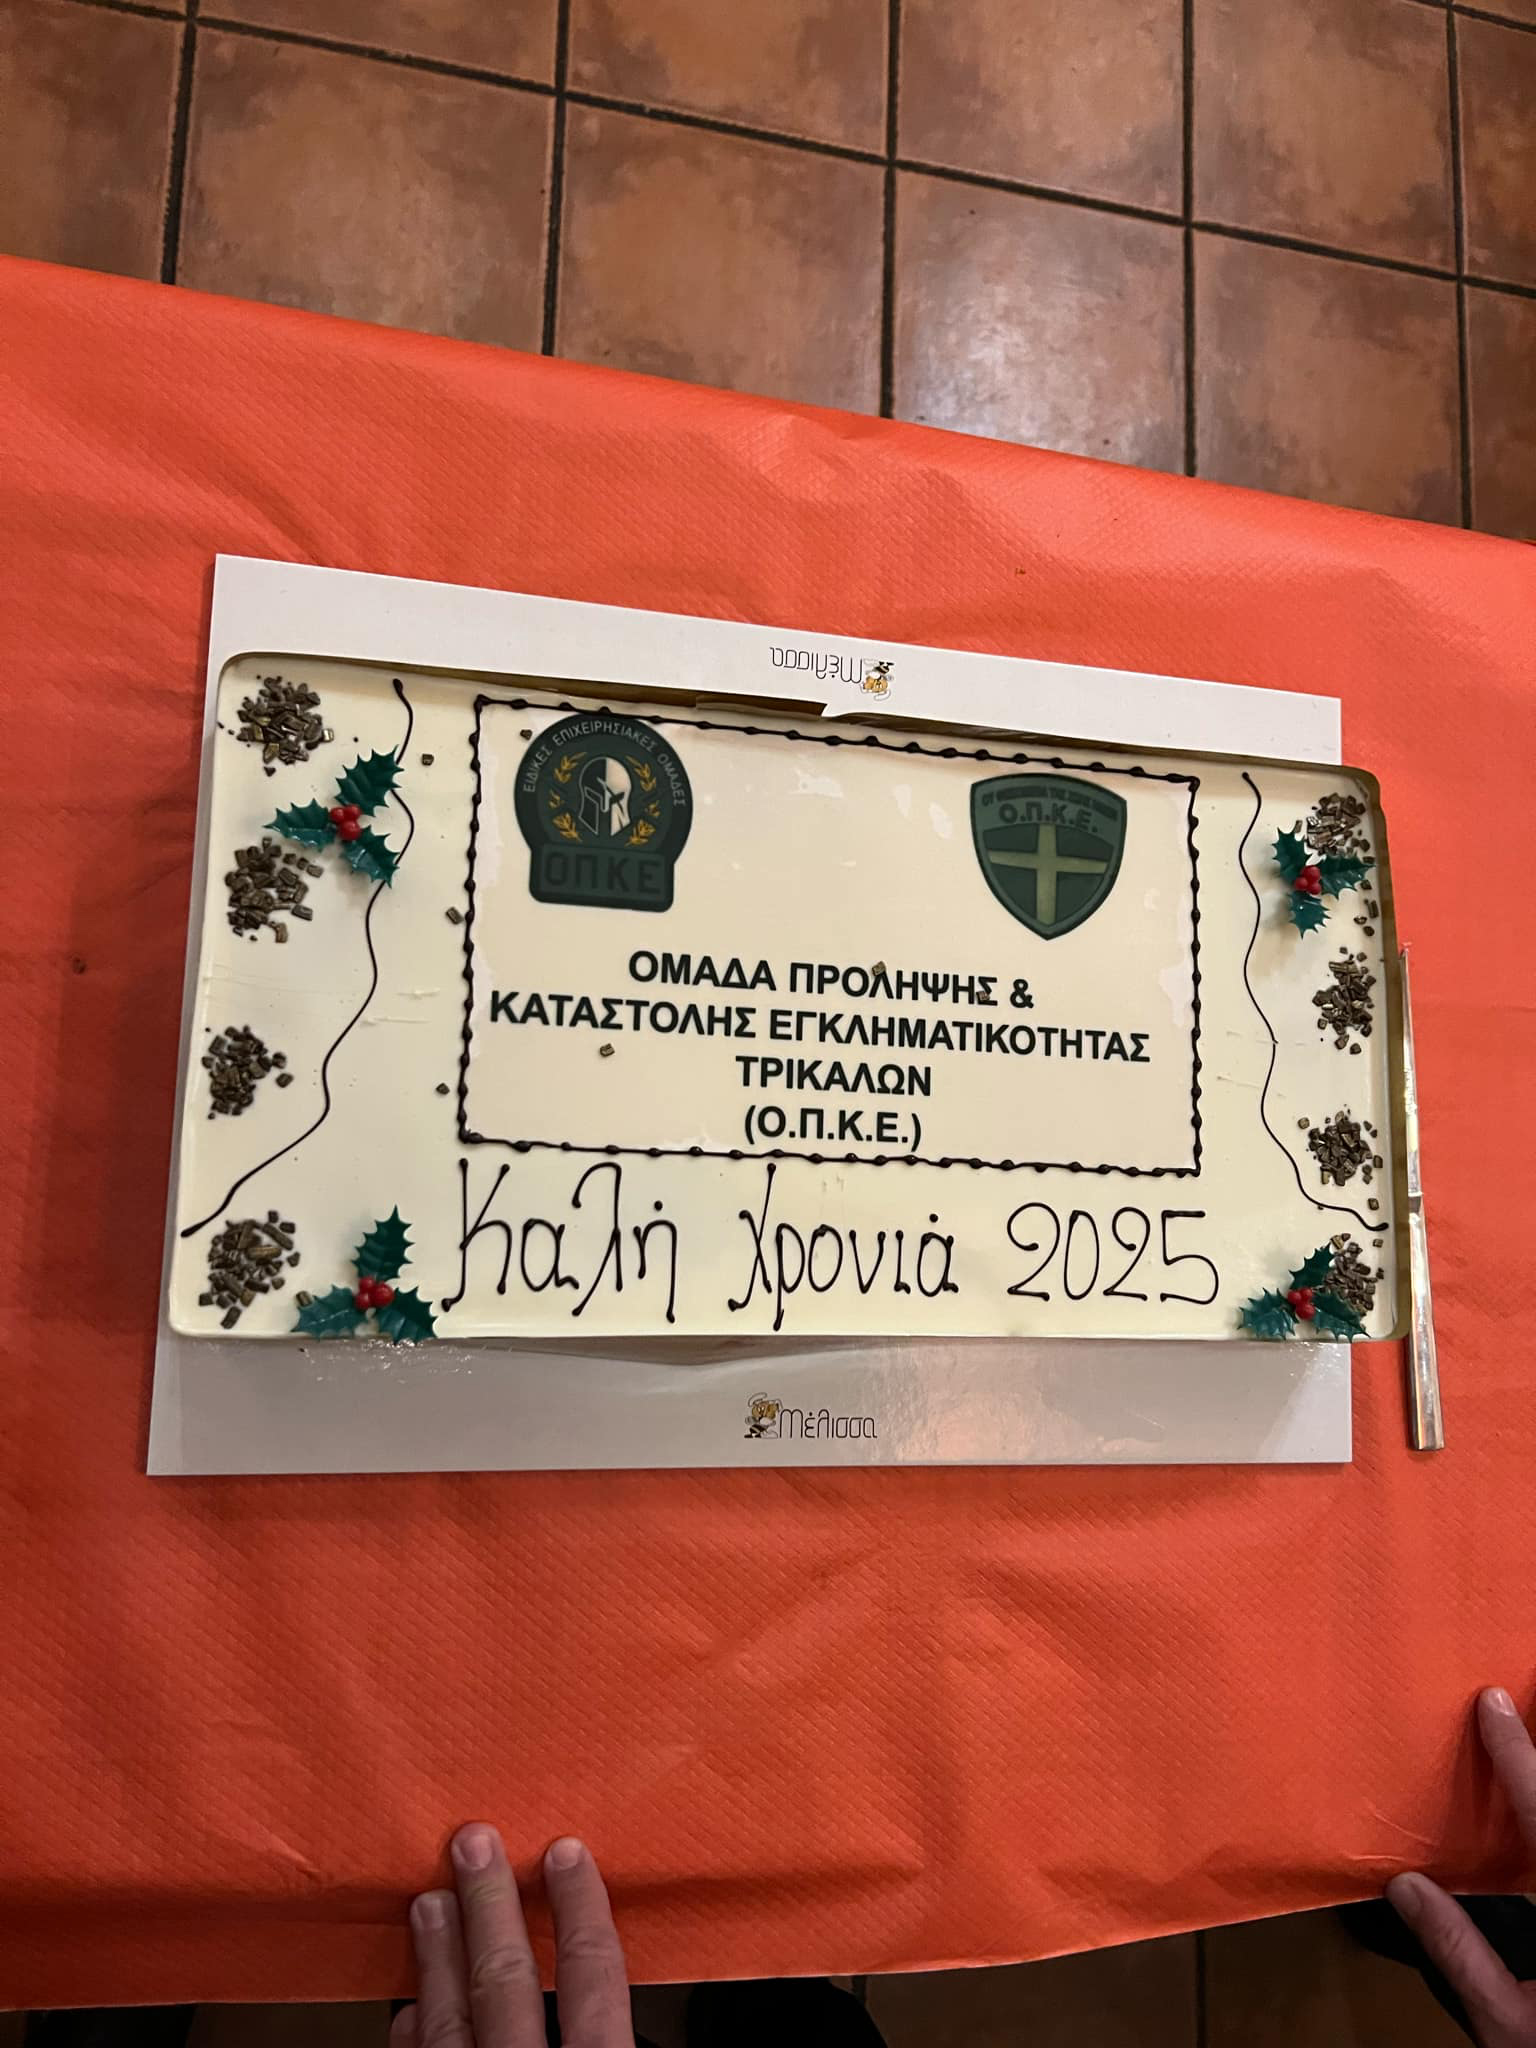 Μέλισσα
ΕΙΔΙΚΕΣ ΕΠΙΧΕΙΡΗΣΙΑΚΕΣ ΟΜΑΔΕΣ
ΟΠΚΕ
Ο.Π.Κ.Ε.
ΟΜΑΔΑ ΠΡΟΛΗΨΗΣ &
ΚΑΤΑΣΤΟΛΗΣ ΕΓΚΛΗΜΑΤΙΚΟΤΗΤΑΣ
ΤΡΙΚΑΛΩΝ
(Ο.Π.Κ.Ε.)
Καλή χρονιά 2025
Μέλισσα